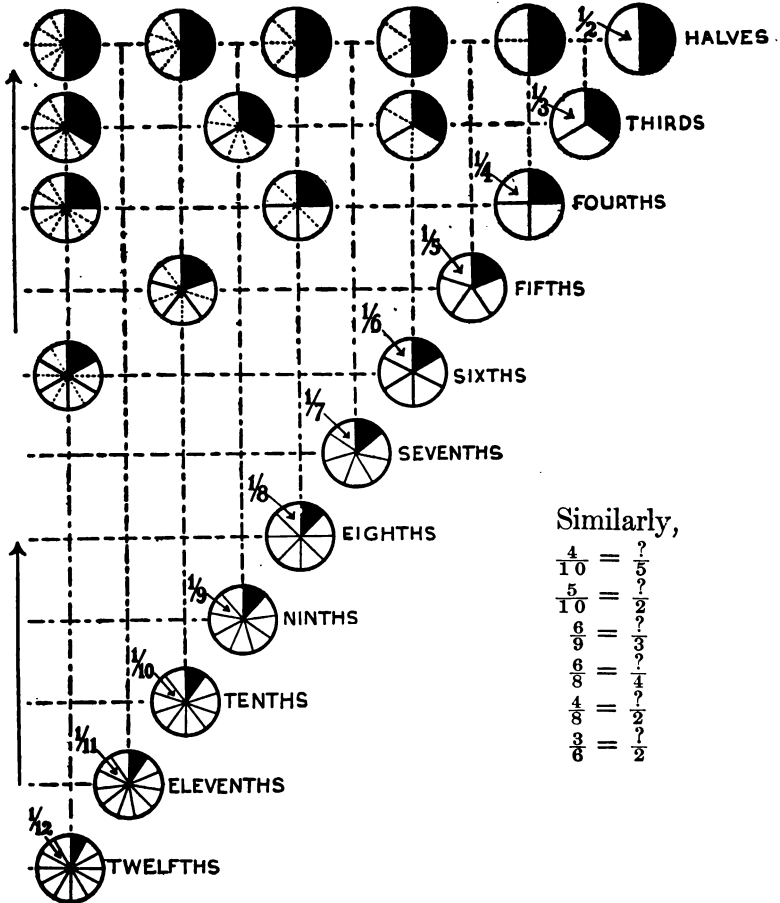 1/2 HALVES
1/3 THIRDS
1/4 FOURTHS
1/5 FIFTHS
1/6 SIXTHS
1/7 SEVENTHS
1/8 EIGHTHS
1/9 NINTHS
1/10 TENTHS
1/11 ELEVENTHS
1/12 TWELFTHS
Similarly,
4/10 = ?/5
5/10 = ?/2
6/9 = ?/3
6/8 = ?/4
4/8 = ?/2
3/6 = ?/2